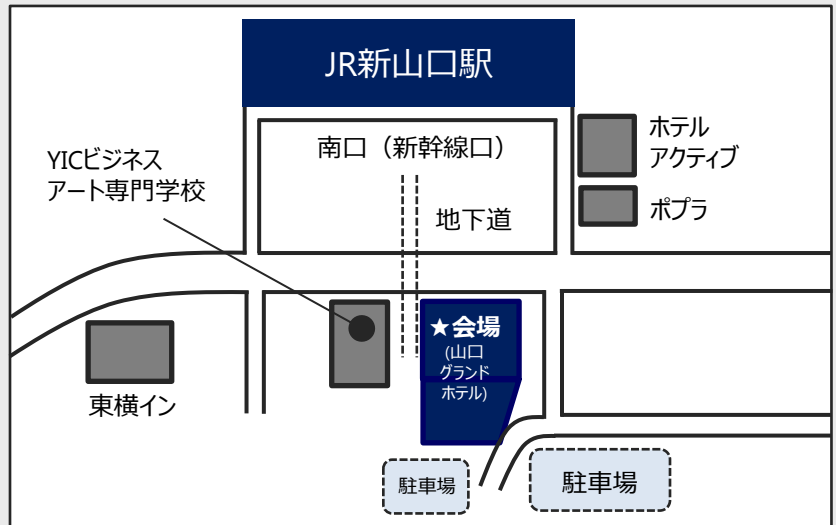 JR新山口駅
南口（新幹線口）
ホテル
アクティブ
YICビジネス
アート専門学校
ポプラ
地下道
★会場
(山口
グランド
ホテル)
東横イン
駐車場
駐車場